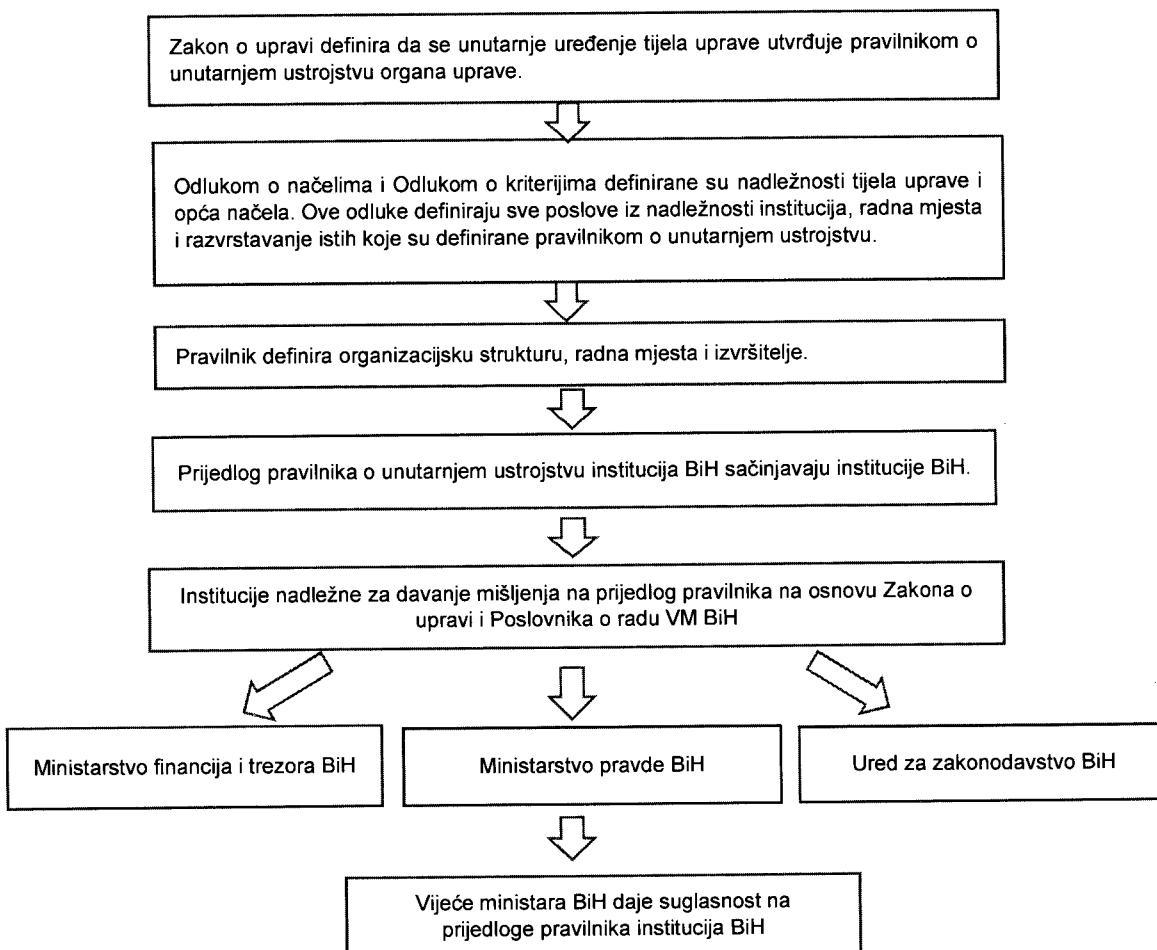 Zakon o upravi definira da se unutarnje uređenje tijela uprave utvrđuje pravilnikom o
unutarnjem ustrojstvu organa uprave.
Odlukom o načelima i Odlukom o kriterijima definirane su nadležnosti tijela uprave i
opća načela. Ove odluke definiraju sve poslove iz nadležnosti institucija, radna mjesta
i razvrstavanje istih koje su definirane pravilnikom o unutarnjem ustrojstvu.
Pravilnik definira organizacijsku strukturu, radna mjesta i izvršitelje.
Prijedlog pravilnika o unutarnjem ustrojstvu institucija BiH sačinjavaju institucije BiH.
Institucije nadležne za davanje mišljenja na prijedlog pravilnika na osnovu Zakona o
upravi i Poslovnika o radu VM BiH
Ministarstvo financija i trezora BiH
Ministarstvo pravde BiH
Ured za zakonodavstvo BiH
Vijeće ministara BiH daje suglasnost na
prijedloge pravilnika institucija BiH